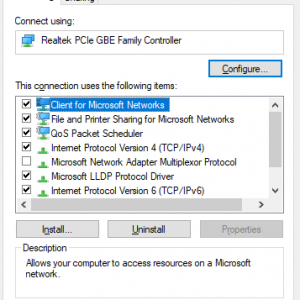 Sharing
Connect using:
Realtek PCIe GBE Family Controller
Configure...
This connection uses the following items:
Client for Microsoft Networks
File and Printer Sharing for Microsoft Networks
QoS Packet Scheduler
Internet Protocol Version 4 (TCP/IPv4)
Microsoft Network Adapter Multiplexor Protocol
Microsoft LLDP Protocol Driver
Internet Protocol Version 6 (TCP/IPv6)
Install...
Uninstall
Properties
Description
Allows your computer to access resources on a Microsoft
network.